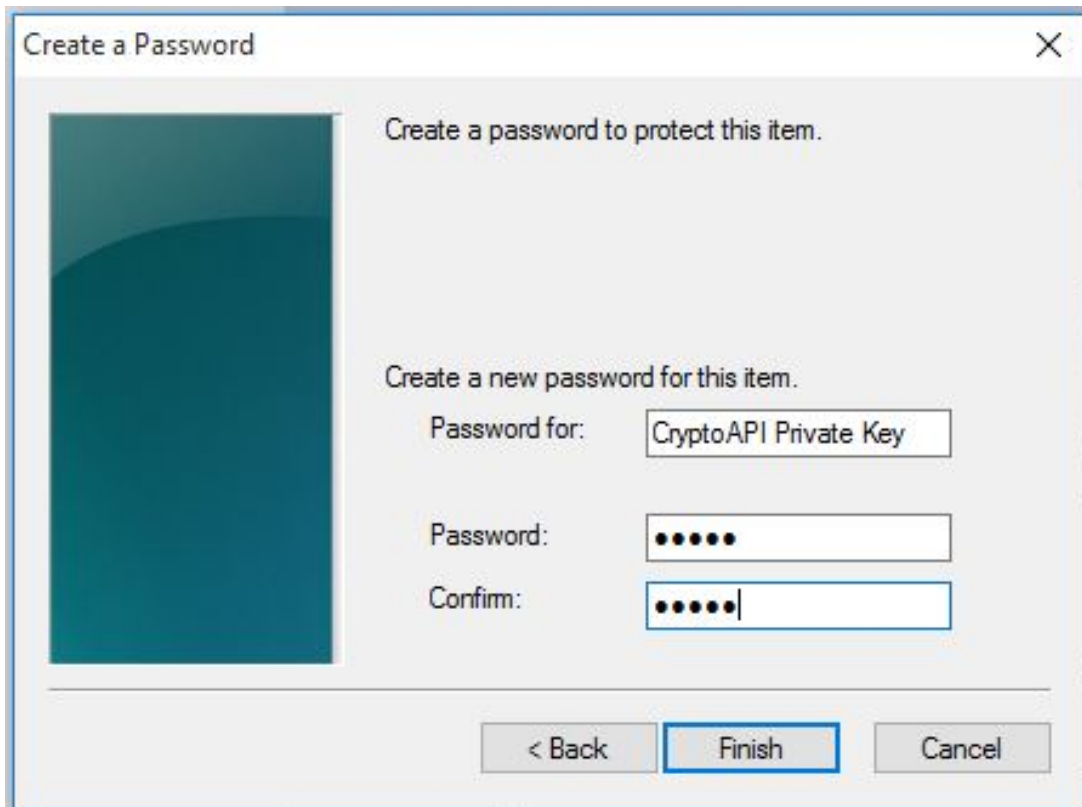 Create a Password
Create a password to protect this item.
Create a new password for this item.
Password for: CryptoAPI Private Key
Password: •••••
Confirm: •••••
< Back Finish Cancel